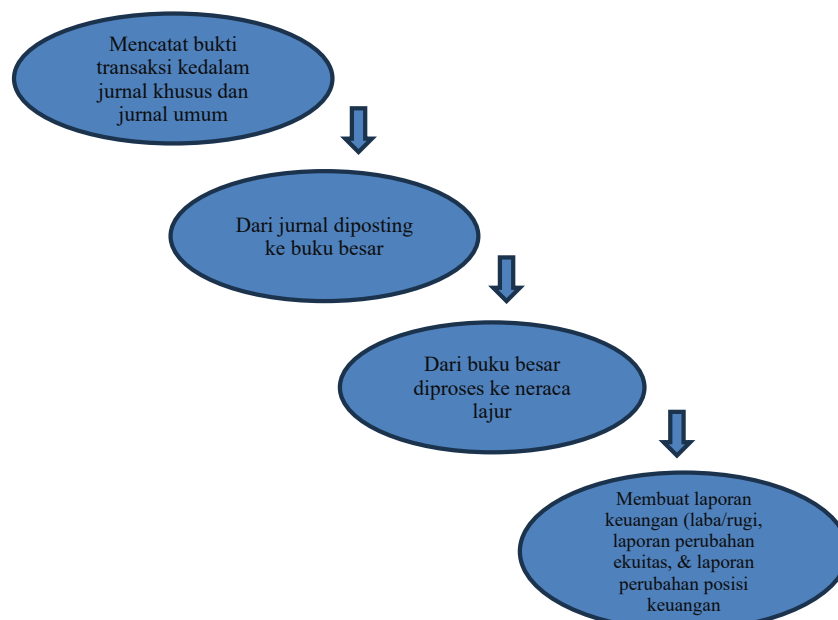 Mencatat bukti
transaksi kedalam
jurnal khusus dan
jurnal umum
Dari jurnal diposting
ke buku besar
Dari buku besar
diproses ke neraca
lajur
Membuat laporan
keuangan (laba/rugi,
laporan perubahan
ekuitas, & laporan
perubahan posisi
keuangan